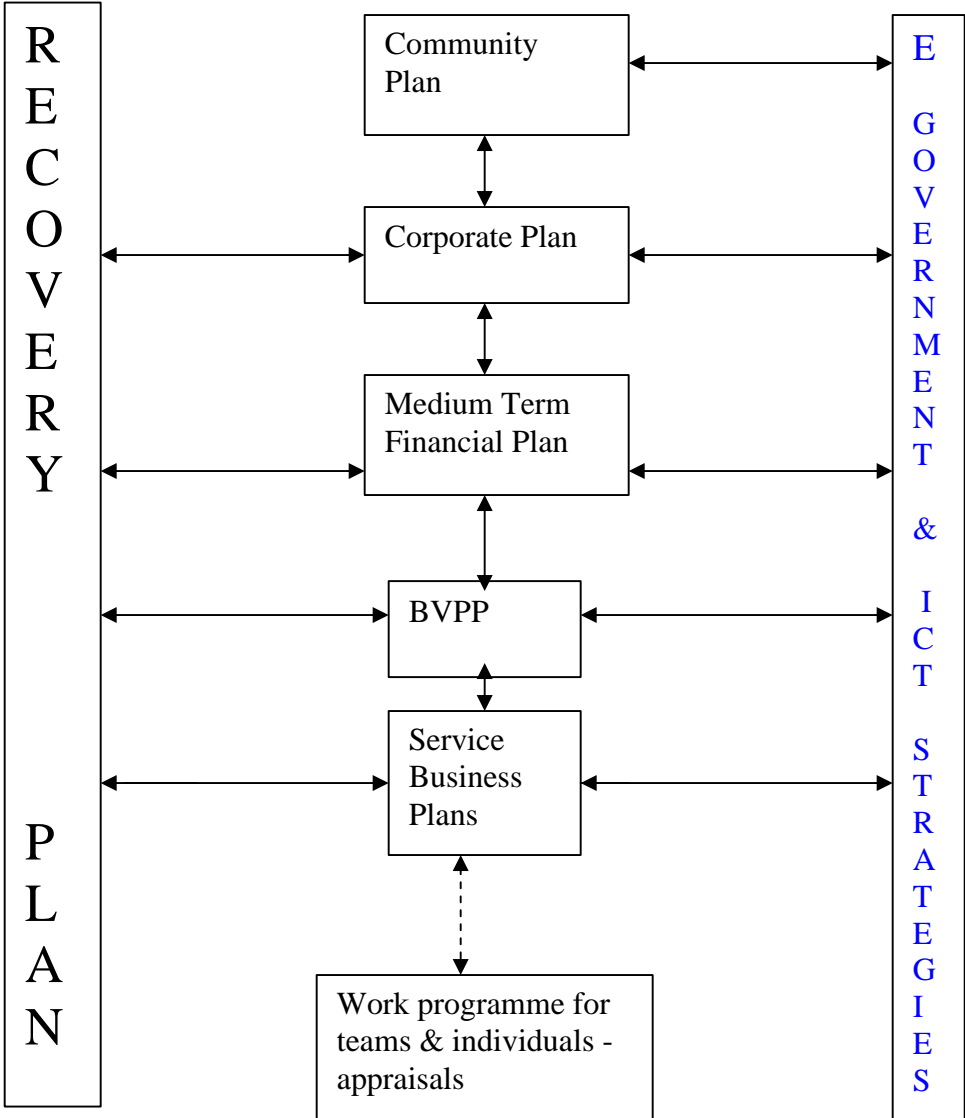 RECOVERY PLAN
Community
Plan
Corporate Plan
Medium Term
Financial Plan
BVPP
Service
Business
Plans
Work programme for
teams & individuals -
appraisals
E GOVERNMENT & ICT STRATEGIES